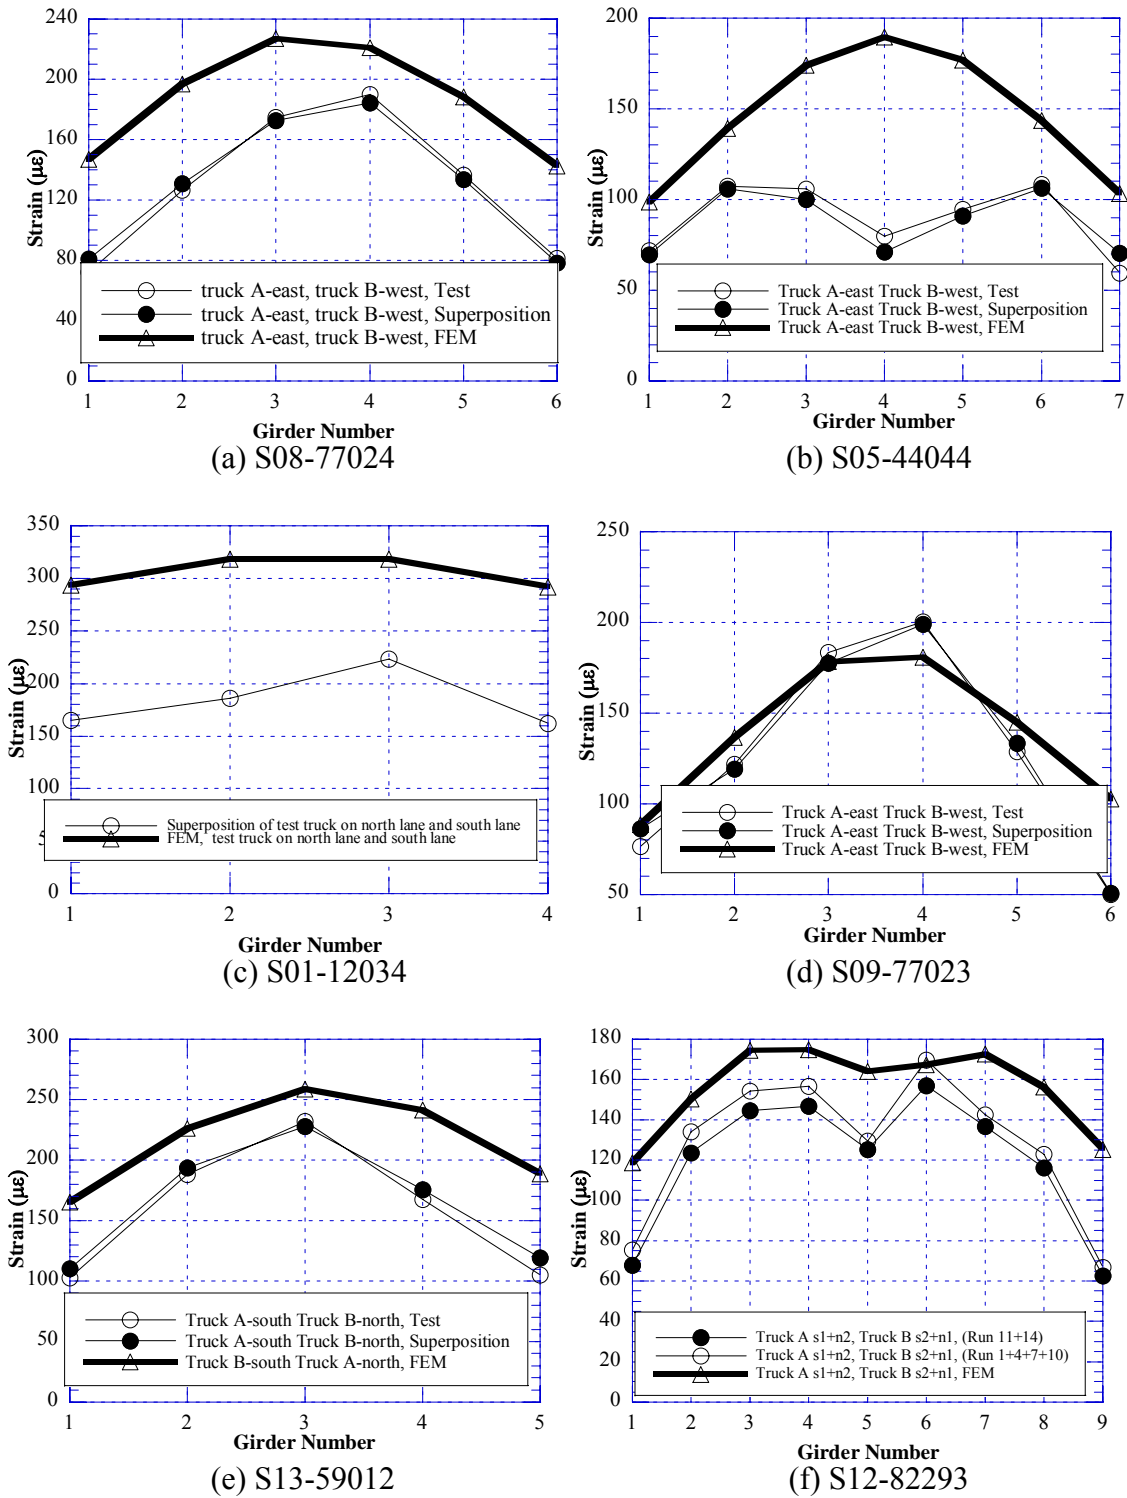 240
200
160
120
80
40
0
Strain (με)
truck A-east, truck B-west, Test
truck A-east, truck B-west, Superposition
truck A-east, truck B-west, FEM
1 2 3 4 5 6
Girder Number
(a) S08-77024
200
150
100
50
0
Strain (με)
Truck A-east Truck B-west, Test
Truck A-east Truck B-west, Superposition
Truck A-east Truck B-west, FEM
1 2 3 4 5 6 7
Girder Number
(b) S05-44044
350
300
250
200
150
100
0
Strain (με)
Superposition of test truck on north lane and south lane
FEM, test truck on north lane and south lane
1 2 3 4
Girder Number
(c) S01-12034
250
200
150
100
50
Strain (με)
Truck A-east Truck B-west, Test
Truck A-east Truck B-west, Superposition
Truck A-east Truck B-west, FEM
1 2 3 4 5 6
Girder Number
(d) S09-77023
300
250
200
150
100
50
0
Strain (με)
Truck A-south Truck B-north, Test
Truck A-south Truck B-north, Superposition
Truck B-south Truck A-north, FEM
1 2 3 4 5
Girder Number
(e) S13-59012
180
160
140
120
100
80
60
40
20
0
Strain (με)
Truck A s1+n2, Truck B s2+n1, (Run 11+14)
Truck A s1+n2, Truck B s2+n1, (Run 1+4+7+10)
Truck A s1+n2, Truck B s2+n1, FEM
1 2 3 4 5 6 7 8 9
Girder Number
(f) S12-82293